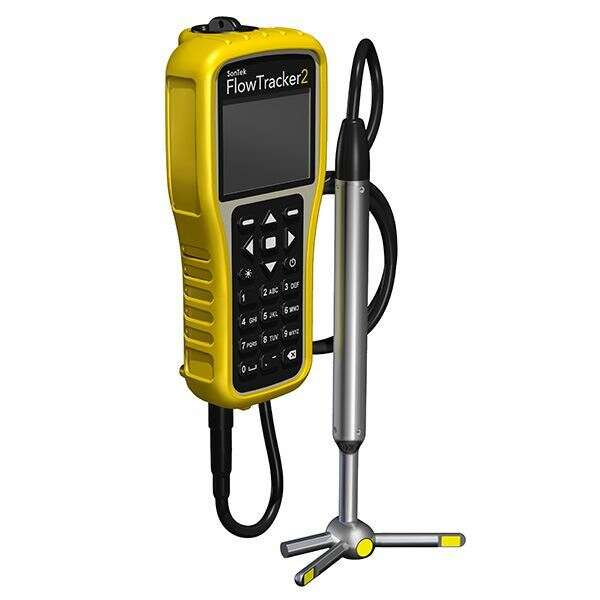 SonTek
FlowTracker2
1 2 ABC 3 DEF
4 GHI 5 JKL 6 MNO
7 PQRS 8 TUV 9 WXYZ
0 . -